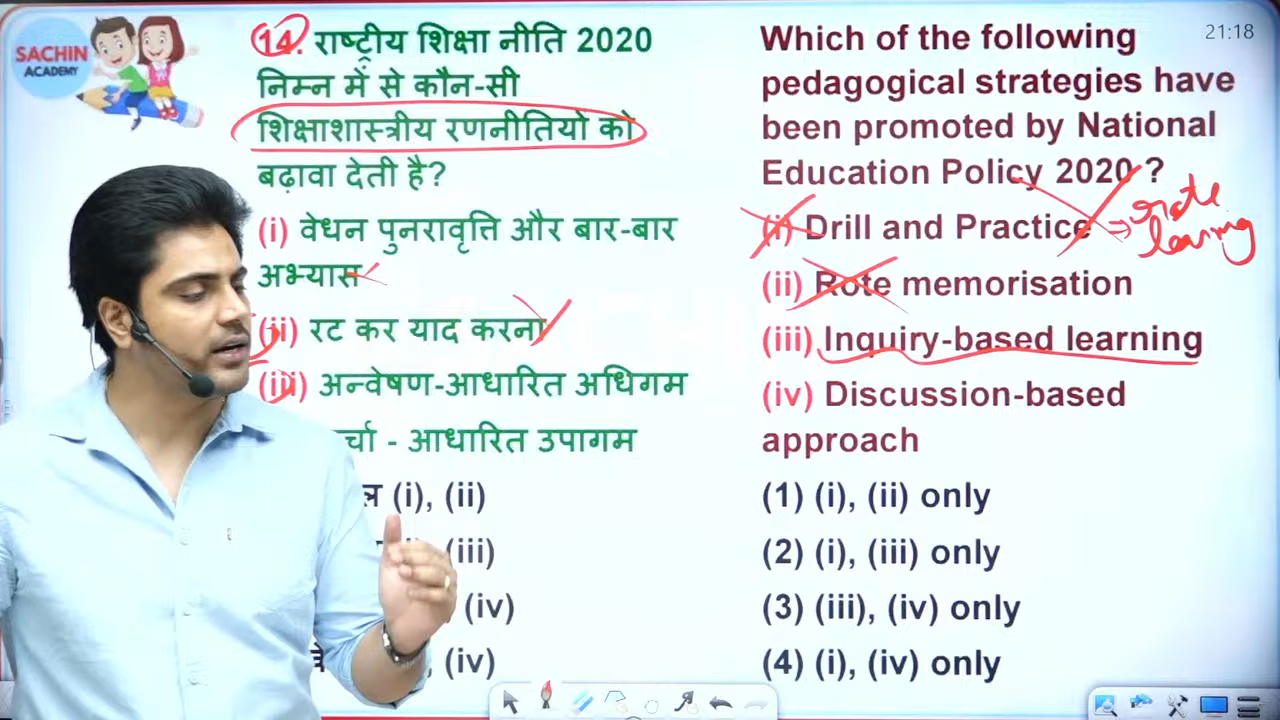 SACHIN
ACADEMY
14. राष्ट्रीय शिक्षा नीति 2020
निम्न में से कौन-सी
शिक्षाशास्त्रीय रणनीतियो को
बढ़ावा देती है?
(i) वेधन पुनरावृत्ति और बार-बार
अभ्यास
(ii) रट कर याद करना
(iii) अन्वेषण-आधारित अधिगम
- आधारित उपागम
(i), (ii)
(iii)
(iv)
(iv)
21:18
Which of the following
pedagogical strategies have
been promoted by National
Education Policy 2020 ?
(i) Drill and Practice
⇒ rote
learning
(ii) Rote memorisation
(iii) Inquiry-based learning
(iv) Discussion-based
approach
(1) (i), (ii) only
(2) (i), (iii) only
(3) (iii), (iv) only
(4) (i), (iv) only